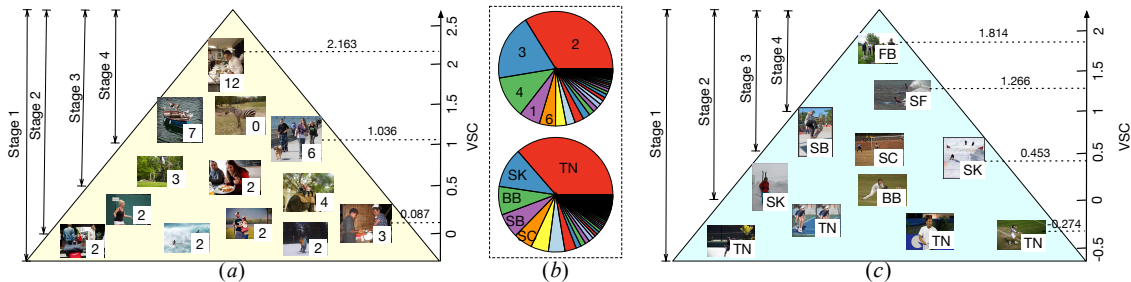 Stage 1
Stage 2
Stage 3
Stage 4
2.163
12
7
0
1.036
6
3
2
4
2
0.087
2
2
2
2
3
2.5
2
1.5
1
0.5
0
VSC
(a)
2
3
4
1
6
TN
SK
BB
SB
SC
(b)
Stage 1
Stage 2
Stage 3
Stage 4
1.814
FB
1.266
SF
SB
SC
0.453
SK
SK
BB
TN
-0.274
TN
TN
TN
2
1.5
1
0.5
0
-0.5
VSC
(c)